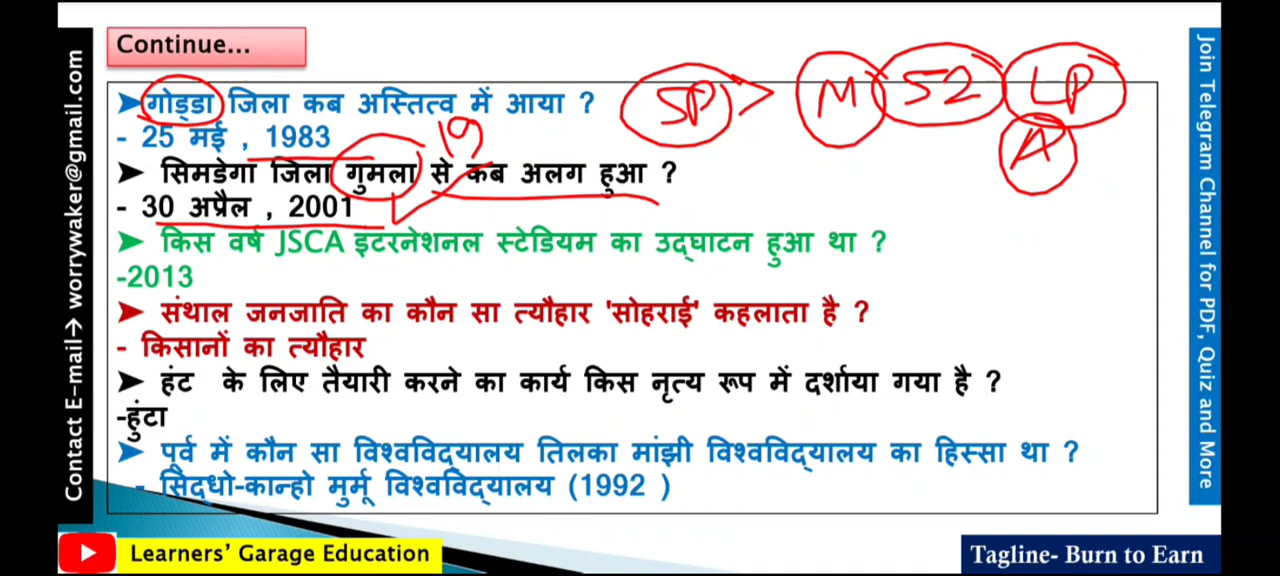 Continue...
➤गोड्डा जिला कब अस्तित्व में आया ?
- 25 मई , 1983
➤ सिमडेगा जिला गुमला से कब अलग हुआ ?
- 30 अप्रैल , 2001
➤ किस वर्ष JSCA इटरनेशनल स्टेडियम का उद्घाटन हुआ था ?
-2013
➤ संथाल जनजाति का कौन सा त्यौहार 'सोहराई' कहलाता है ?
- किसानों का त्यौहार
➤ हंट के लिए तैयारी करने का कार्य किस नृत्य रूप में दर्शाया गया है ?
-हुंटा
➤ पूर्व में कौन सा विश्वविद्यालय तिलका मांझी विश्वविद्यालय का हिस्सा था ?
- सिद्धो-कान्हो मुर्मू विश्वविद्यालय (1992 )
SP > M 52 LP
A
19
Contact E-mail→ worrywaker@gmail.com
Join Telegram Channel for PDF, Quiz and More
Learners' Garage Education
Tagline- Burn to Earn